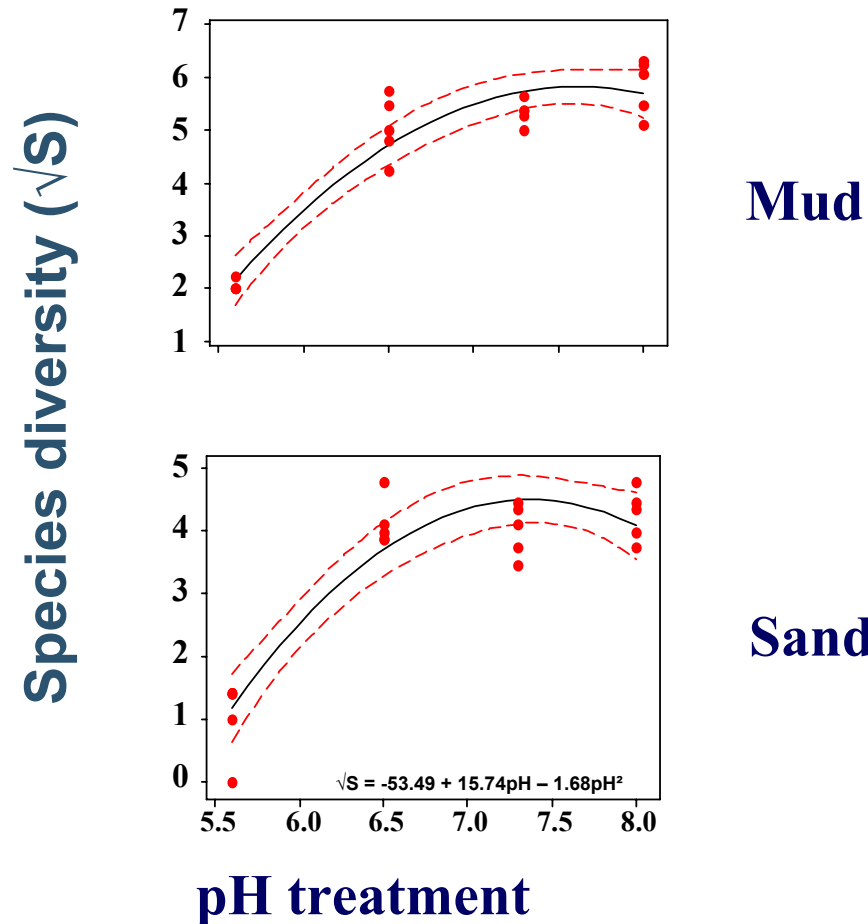 Species diversity (√S)
7
6
5
4
3
2
1
Mud
5
4
3
2
1
0
Sand
√S = -53.49 + 15.74pH – 1.68pH²
5.5 6.0 6.5 7.0 7.5 8.0
pH treatment